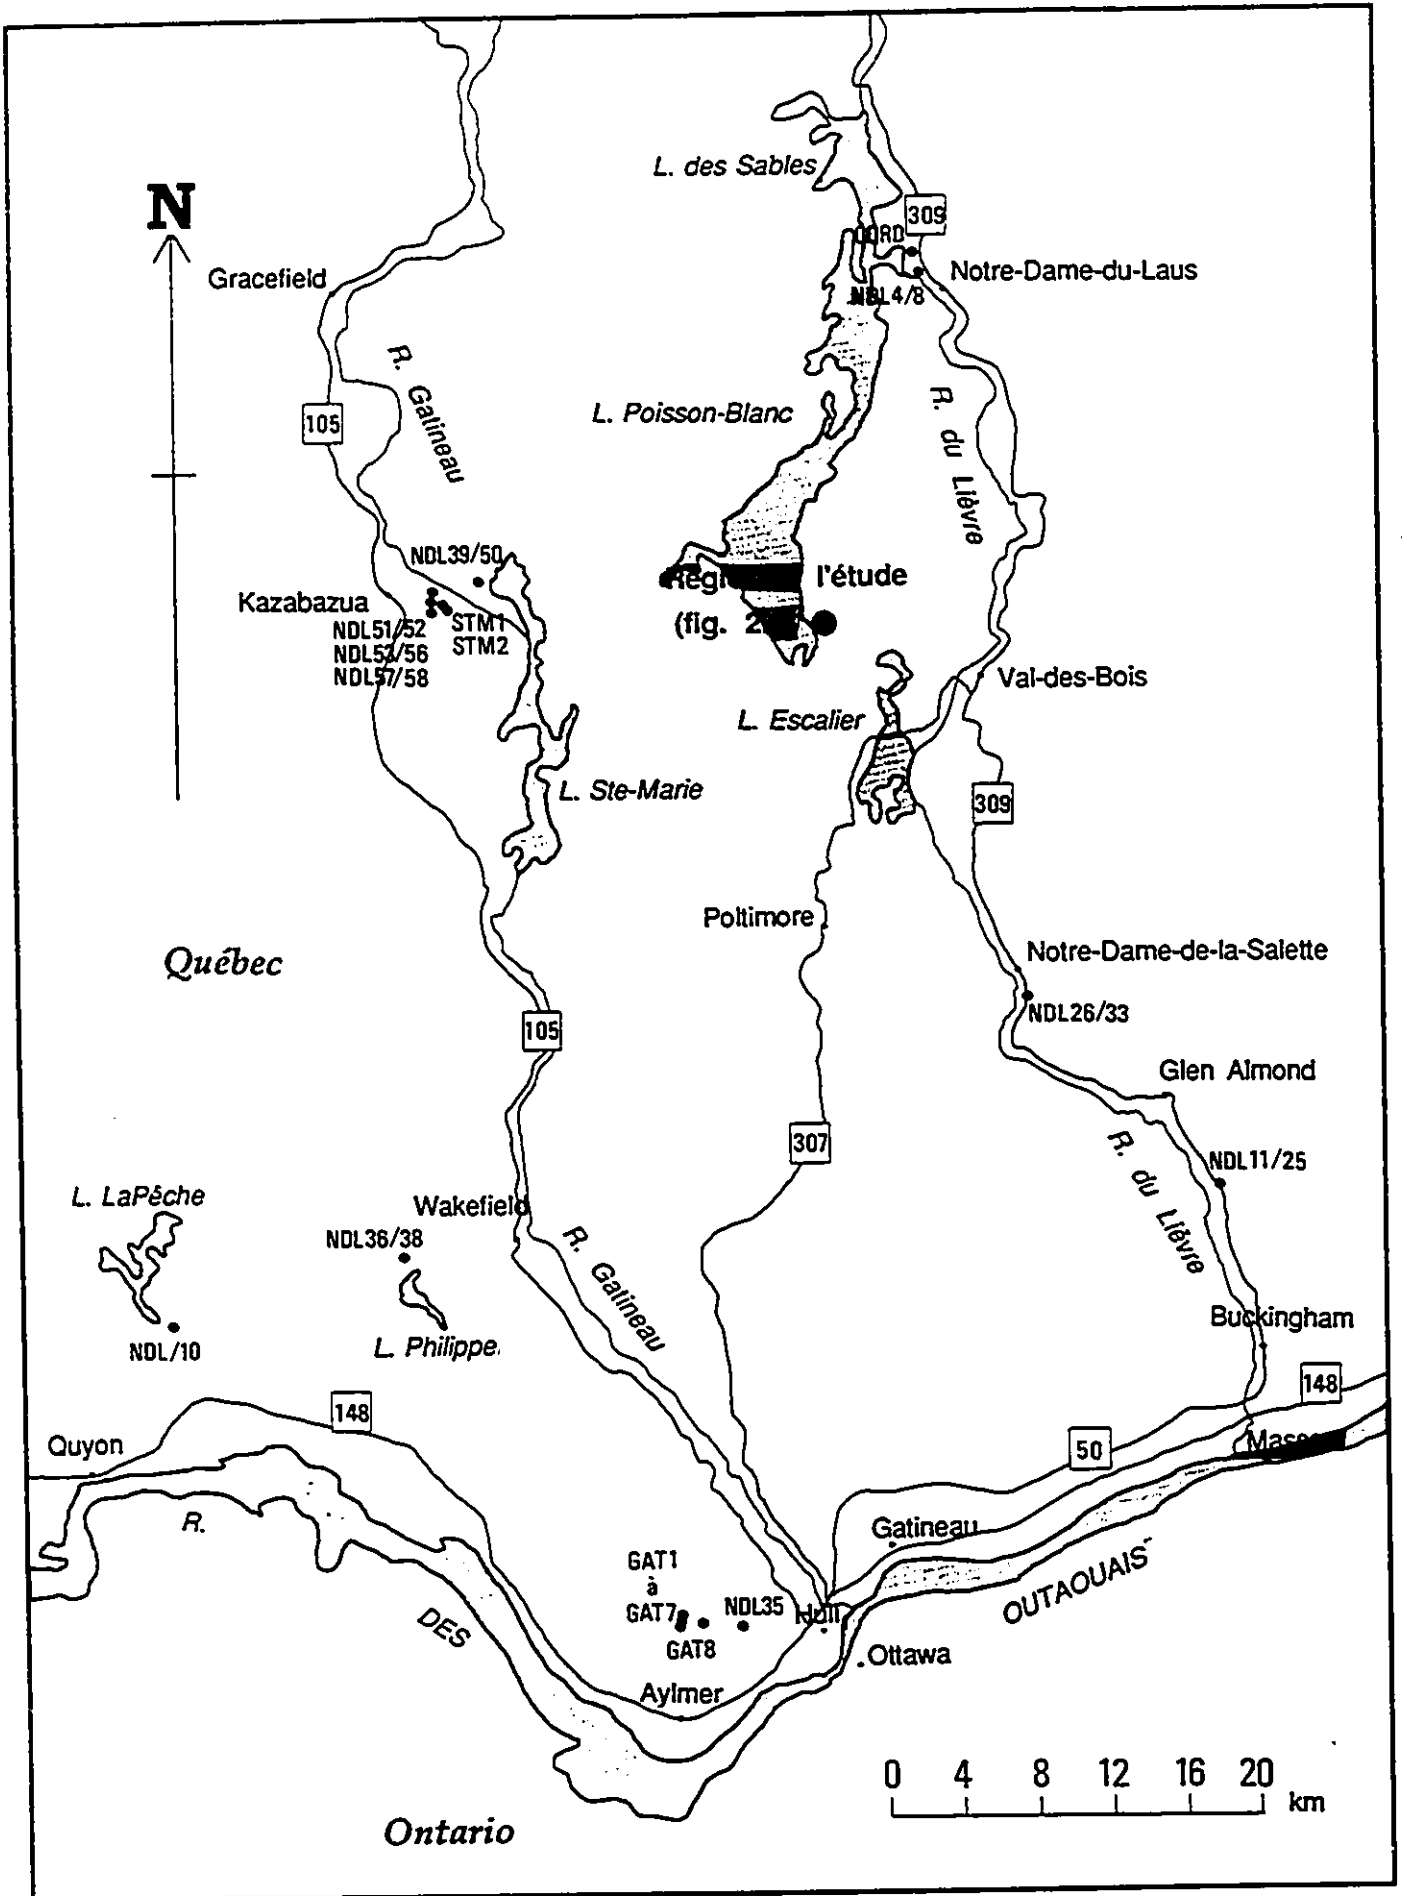 L. des Sables
N
309
Gracefield
Notre-Dame-du-Laus
NDL4/8
R. Gatineau
105
L. Poisson-Blanc
R. du Lièvre
NDL39/50
l'étude
(fig.
Kazabazua
NDL51/52
STM1
NDL53/56
STM2
NDL57/58
Val-des-Bois
L. Escalier
L. Ste-Marie
309
Poltimore
Québec
Notre-Dame-de-la-Salette
NDL26/33
105
Glen Almond
307
R. du Lièvre
NDL11/25
L. LaPêche
Wakefield
NDL36/38
R. Gatineau
NDL/10
L. Philippe
Buckingham
148
148
Quyon
50
R.
Gatineau
GAT1
à
GAT7
NDL35
Hull
OUTAOUAIS
DES
GAT8
Ottawa
Aylmer
0 4 8 12 16 20
km
Ontario